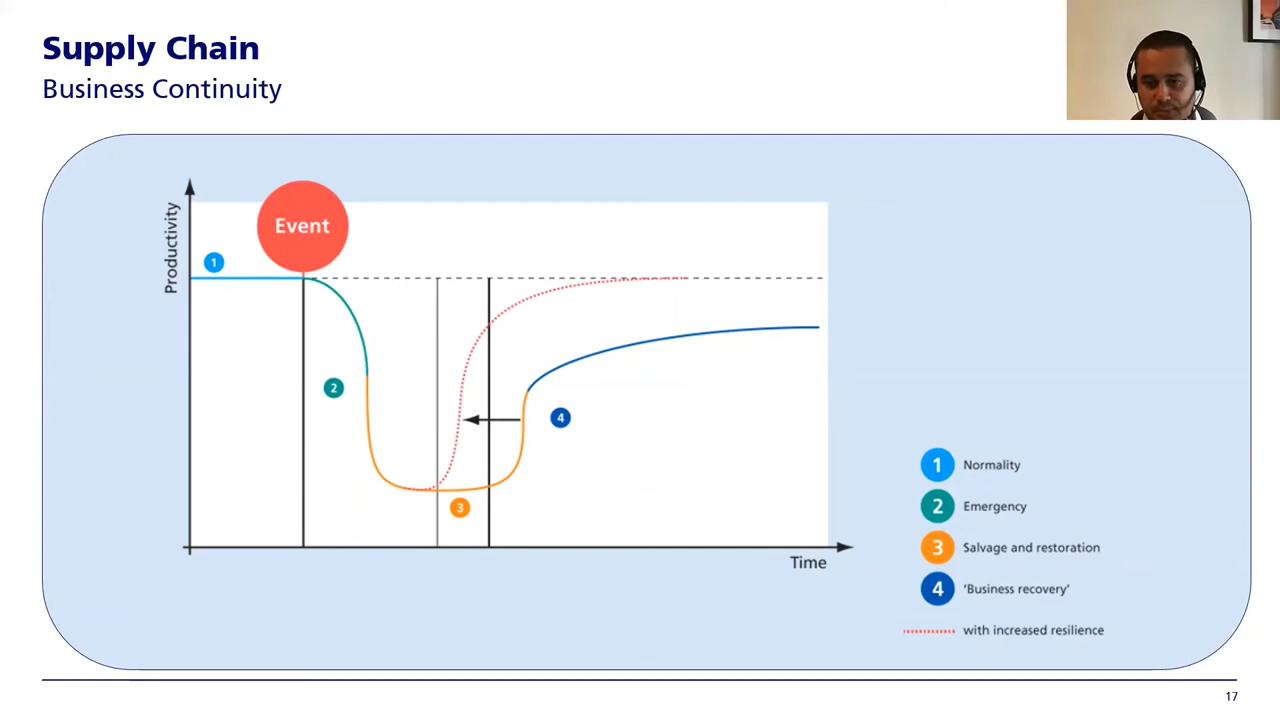 Supply Chain
Business Continuity
Event
Productivity
1
2
3
4
Time
1 Normality
2 Emergency
3 Salvage and restoration
4 ‘Business recovery’
with increased resilience
17